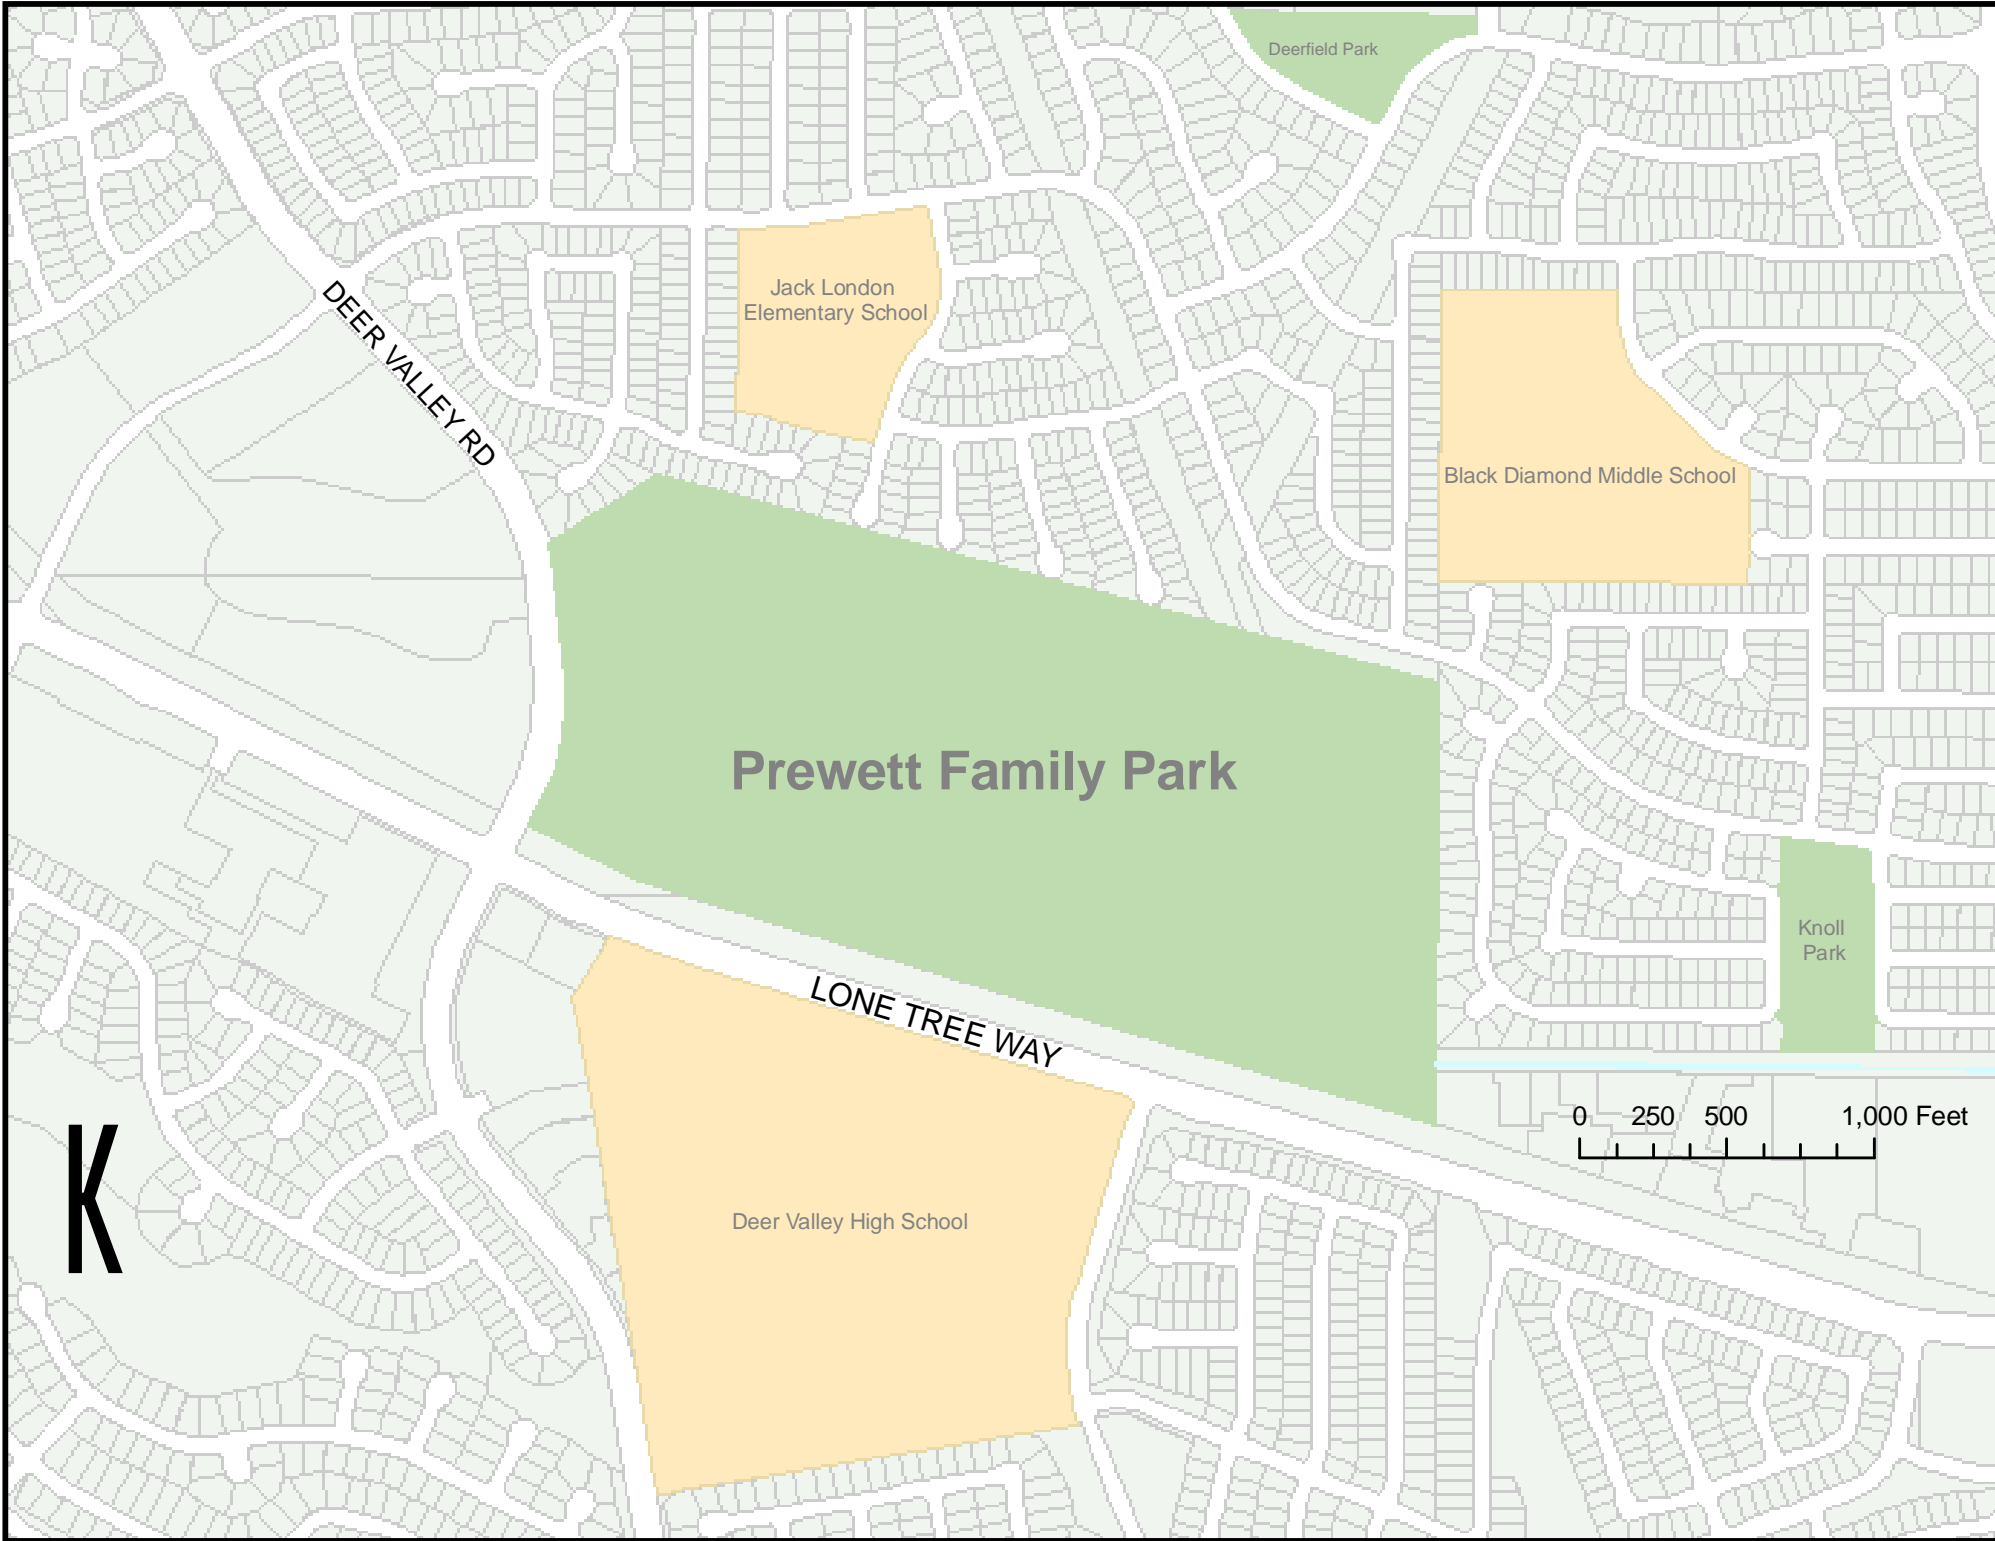 Deerfield Park
Jack London
Elementary School
DEER VALLEY RD
Black Diamond Middle School
Prewett Family Park
Knoll
Park
LONE TREE WAY
0 250 500 1,000 Feet
K
Deer Valley High School